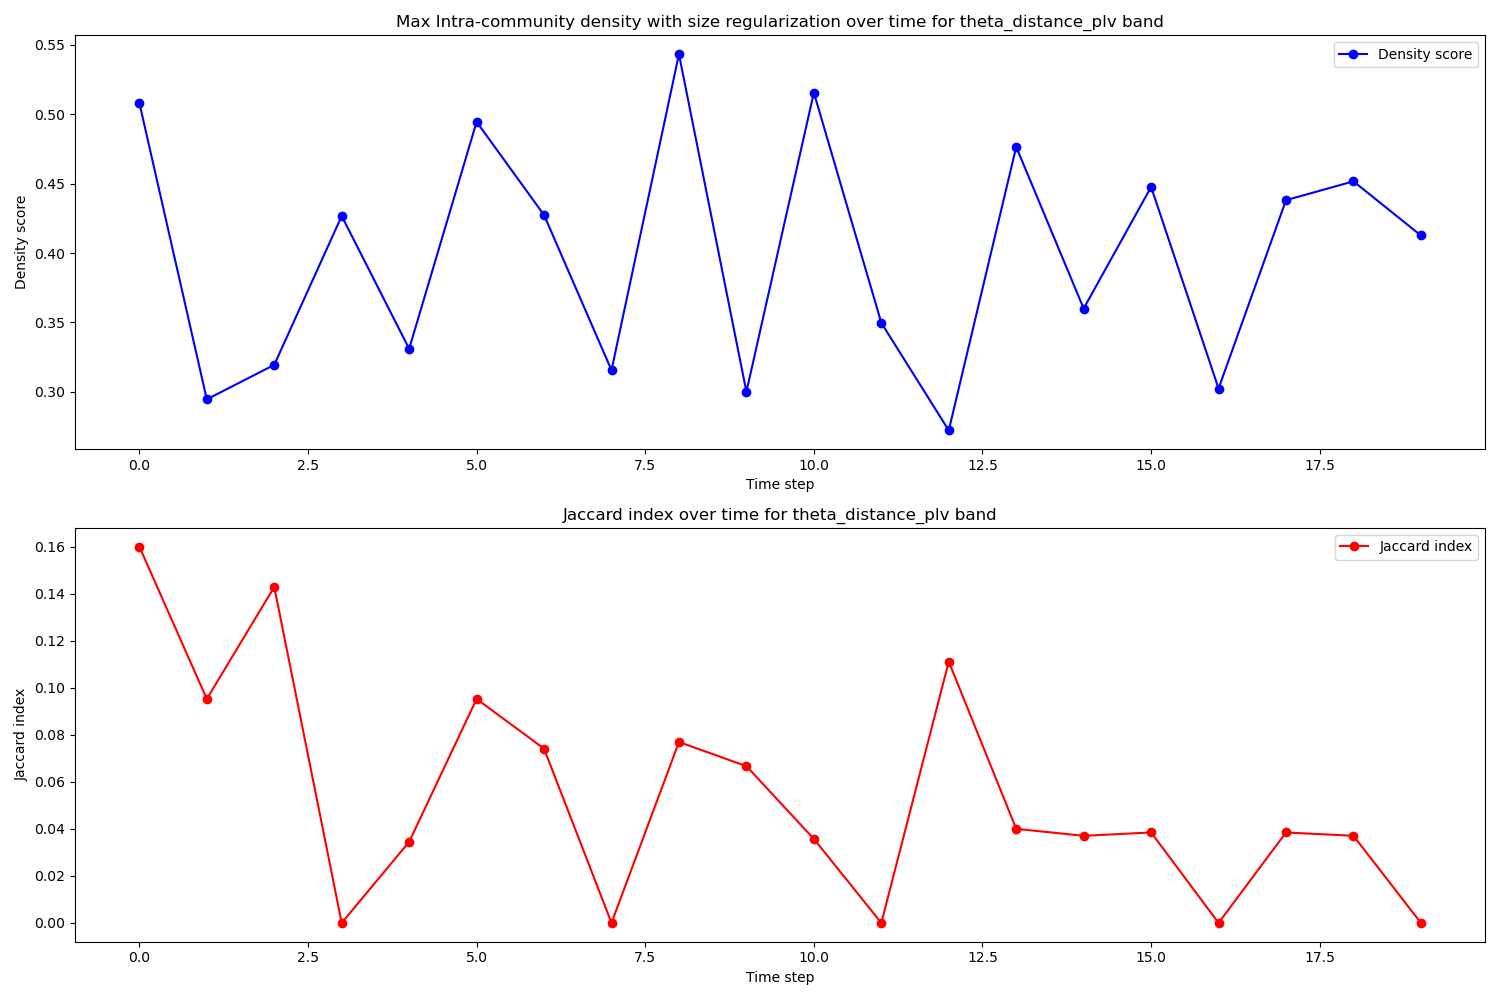 Max Intra-community density with size regularization over time for theta_distance_plv band
Density score
0.55
0.50
0.45
0.40
0.35
0.30
Density score
0.0 2.5 5.0 7.5 10.0 12.5 15.0 17.5
Time step
Jaccard index over time for theta_distance_plv band
Jaccard index
0.16
0.14
0.12
0.10
0.08
0.06
0.04
0.02
0.00
Jaccard index
0.0 2.5 5.0 7.5 10.0 12.5 15.0 17.5
Time step